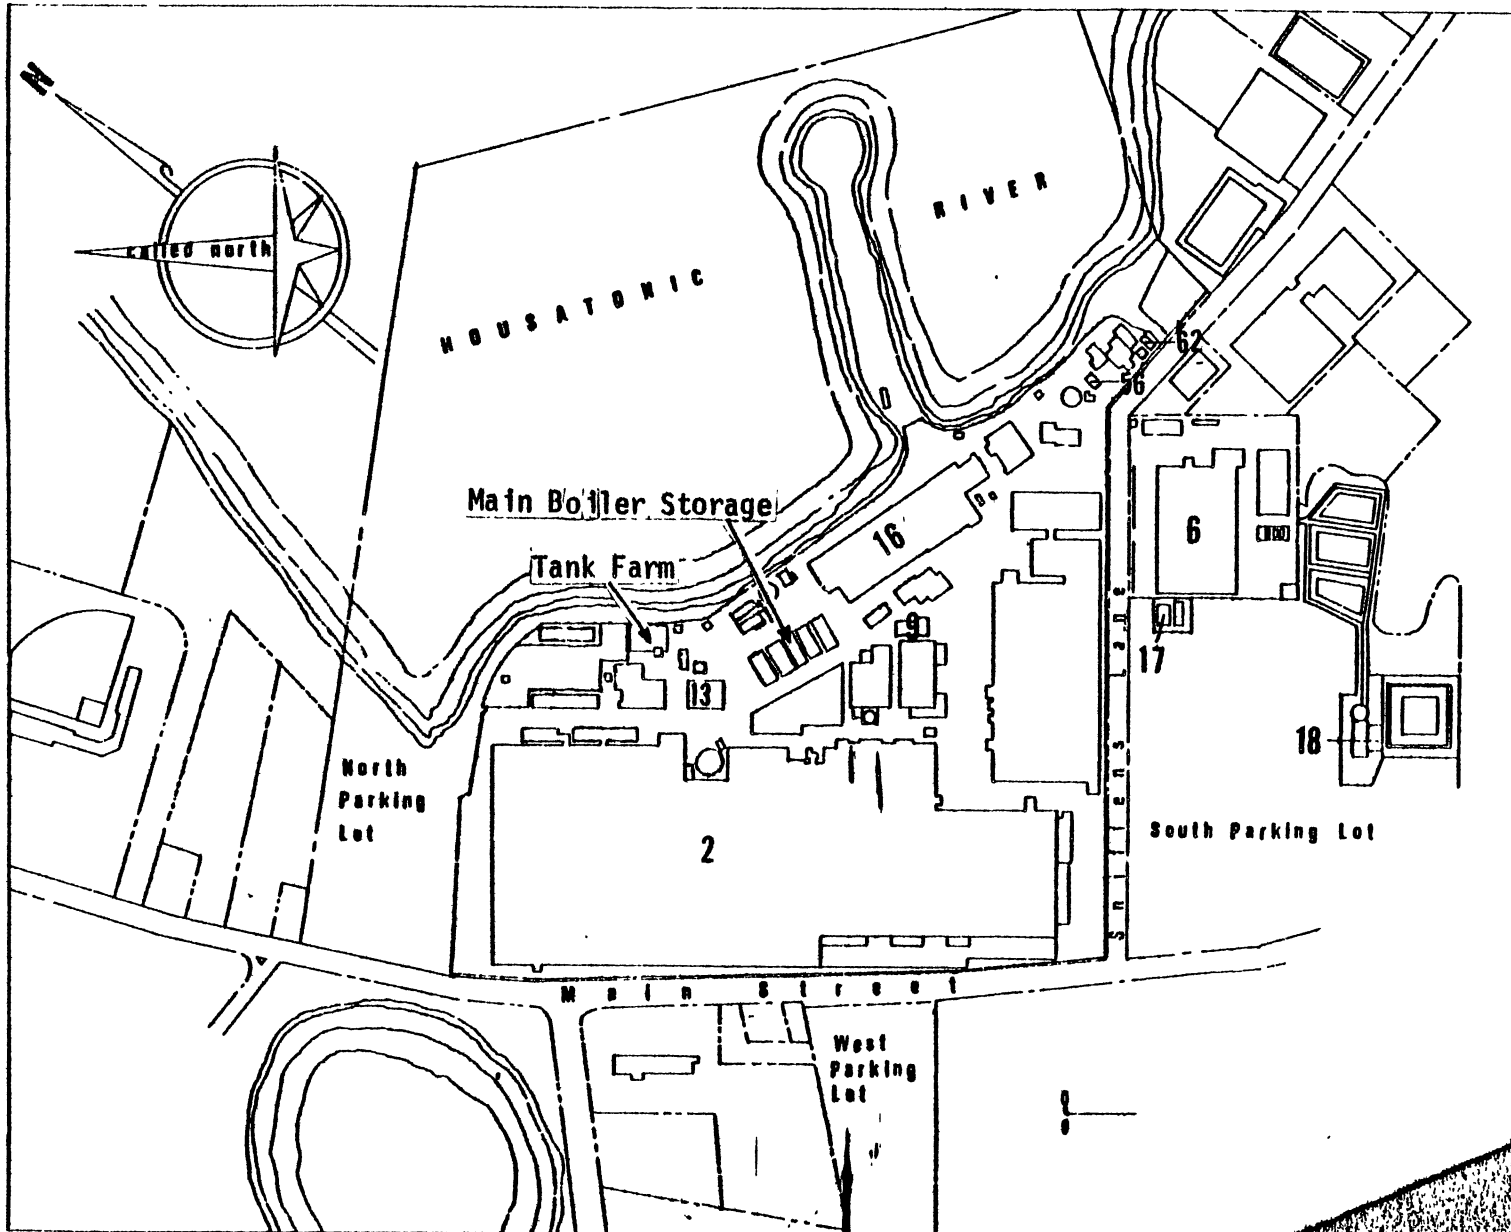 N
called north
HOUSATONIC
RIVER
62
56
Main Boiler Storage
16
6
Tank Farm
9
17
13
18
North
Parking
Lot
2
Snillens Lane
South Parking Lot
Main Street
West
Parking
Lot